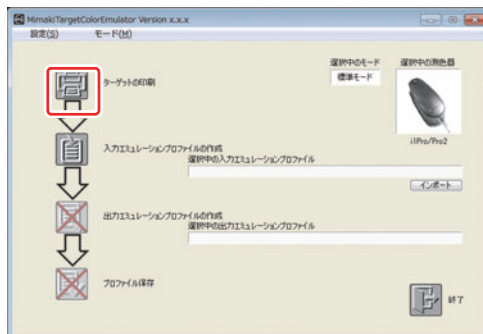 MimakiTargetColorEmulator Version x.x.x
設定(S) モード(M)
選択中のモード 選択中の測色器
標準モード
ターゲットの印刷
i1Pro/Pro2
入力エミュレーションプロファイルの作成
選択中の入力エミュレーションプロファイル
インポート
出力エミュレーションプロファイルの作成
選択中の出力エミュレーションプロファイル
プロファイル保存
終了